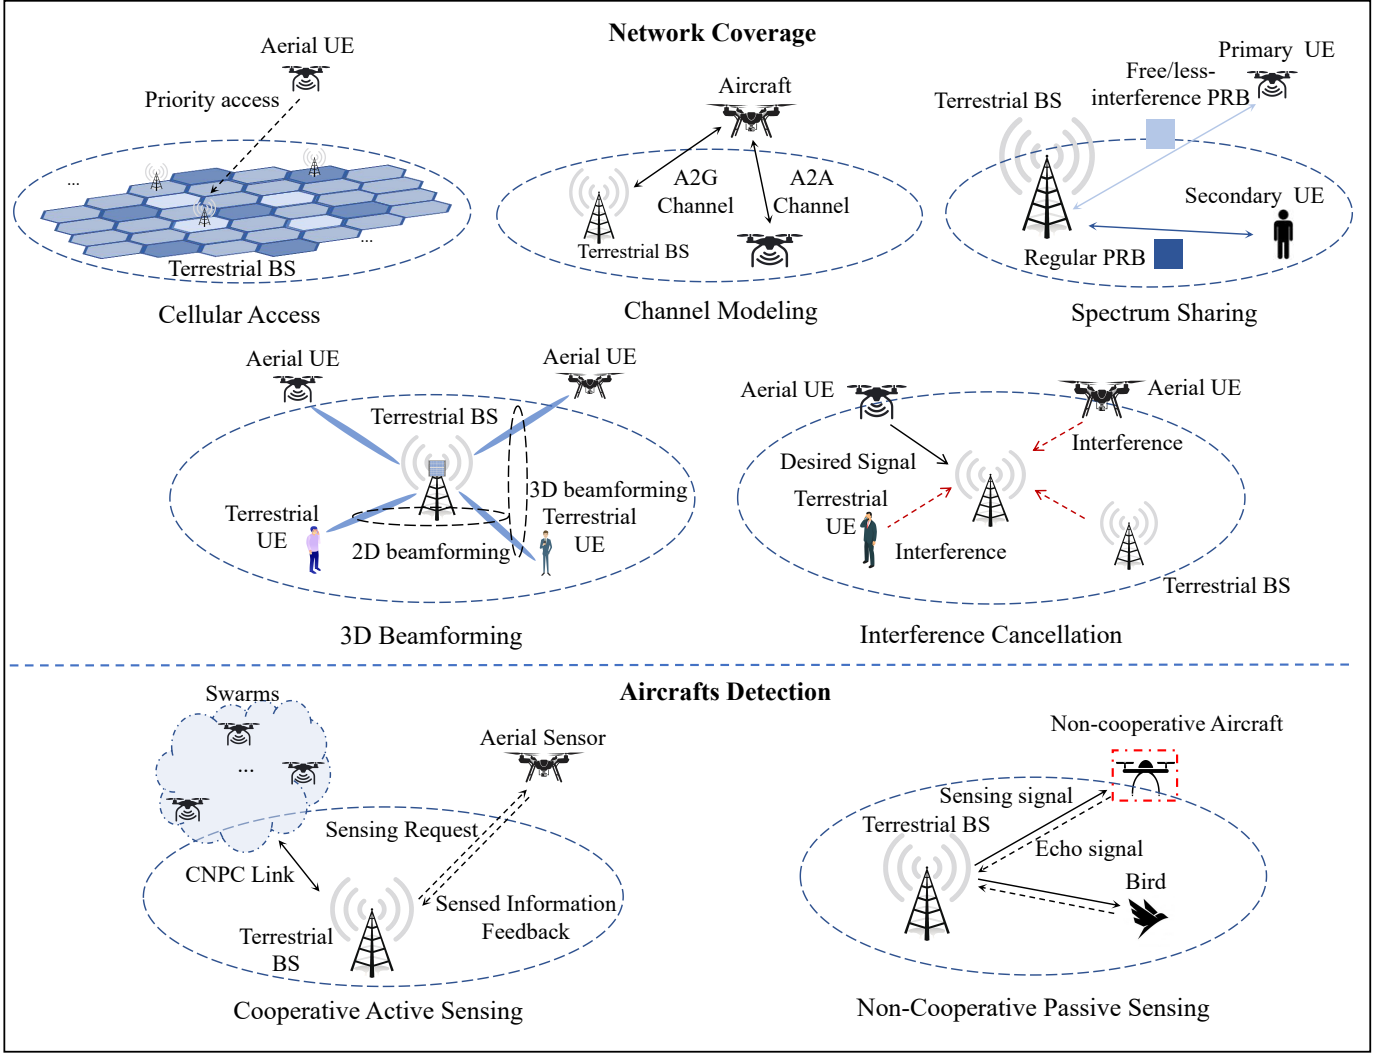 Network Coverage
Aerial UE
Priority access
...
...
Terrestrial BS
Cellular Access
Aircraft
A2G
Channel
A2A
Channel
Terrestrial BS
Channel Modeling
Primary UE
Free/less-
interference PRB
Terrestrial BS
Secondary UE
Regular PRB
Spectrum Sharing
Aerial UE
Aerial UE
Terrestrial BS
3D beamforming
Terrestrial
UE
Terrestrial
UE
2D beamforming
3D Beamforming
Aerial UE
Aerial UE
Interference
Desired Signal
Terrestrial
UE
Interference
Terrestrial BS
Interference Cancellation
Aircrafts Detection
Swarms
...
Aerial Sensor
Sensing Request
CNPC Link
Sensed Information
Feedback
Terrestrial
BS
Cooperative Active Sensing
Non-cooperative Aircraft
Sensing signal
Terrestrial BS
Echo signal
Bird
Non-Cooperative Passive Sensing